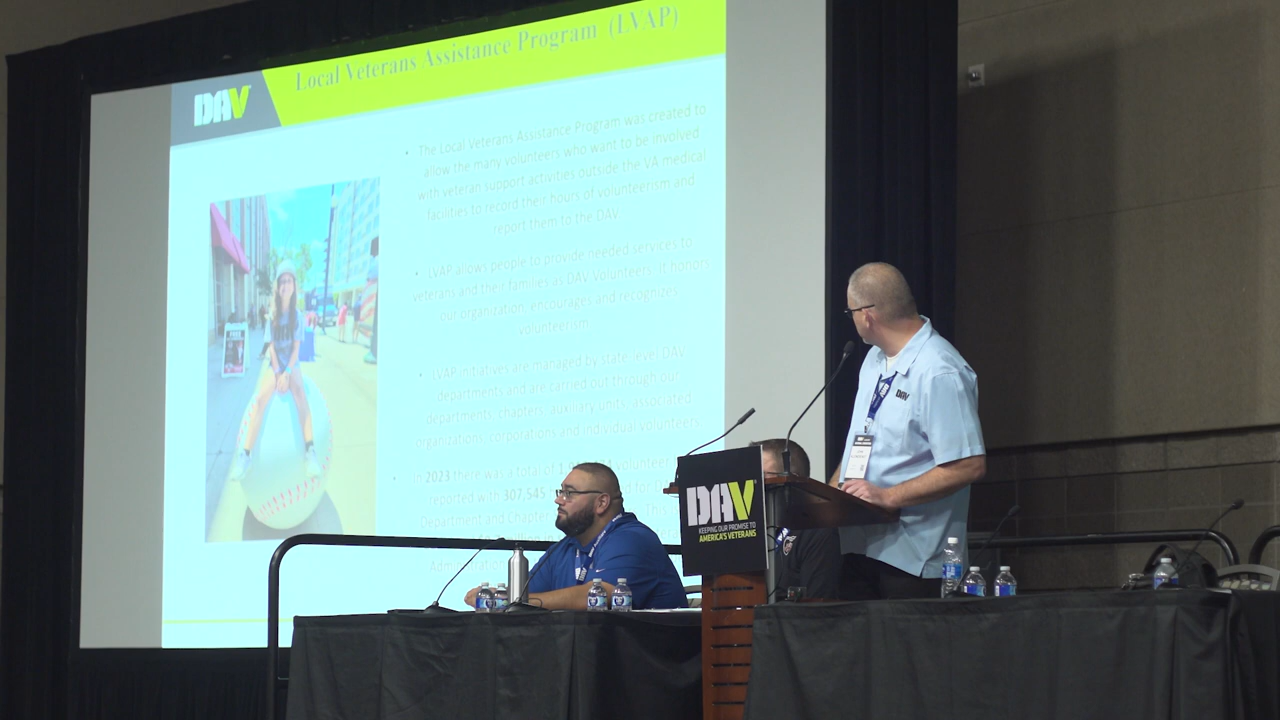 Local Veterans Assistance Program (LVAP)
DAV
• The Local Veterans Assistance Program was created to
allow the many volunteers who want to be involved
with veteran support activities outside the VA medical
facilities to record their hours of volunteerism and
report them to the DAV
• LVAP allows people to provide needed services to
veterans and their families as DAV Volunteers. It honors
our organization, encourages and recognizes
volunteerism
• LVAP initiatives are managed by state-level DAV
departments and are carried out through our
departments, chapters, auxiliary units, associated
organizations, corporations and individual volunteers
• In 2023 there was a total of volunteer
reported with 307,545
Department and Chapter
DAV
DAV
KEEPING OUR PROMISE TO
AMERICA'S VETERANS